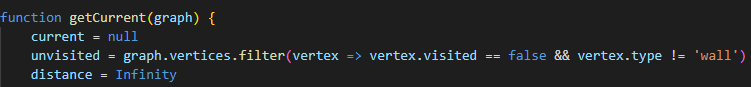 function getCurrent(graph) {
    current = null
    unvisited = graph.vertices.filter(vertex => vertex.visited == false && vertex.type != 'wall')
    distance = Infinity